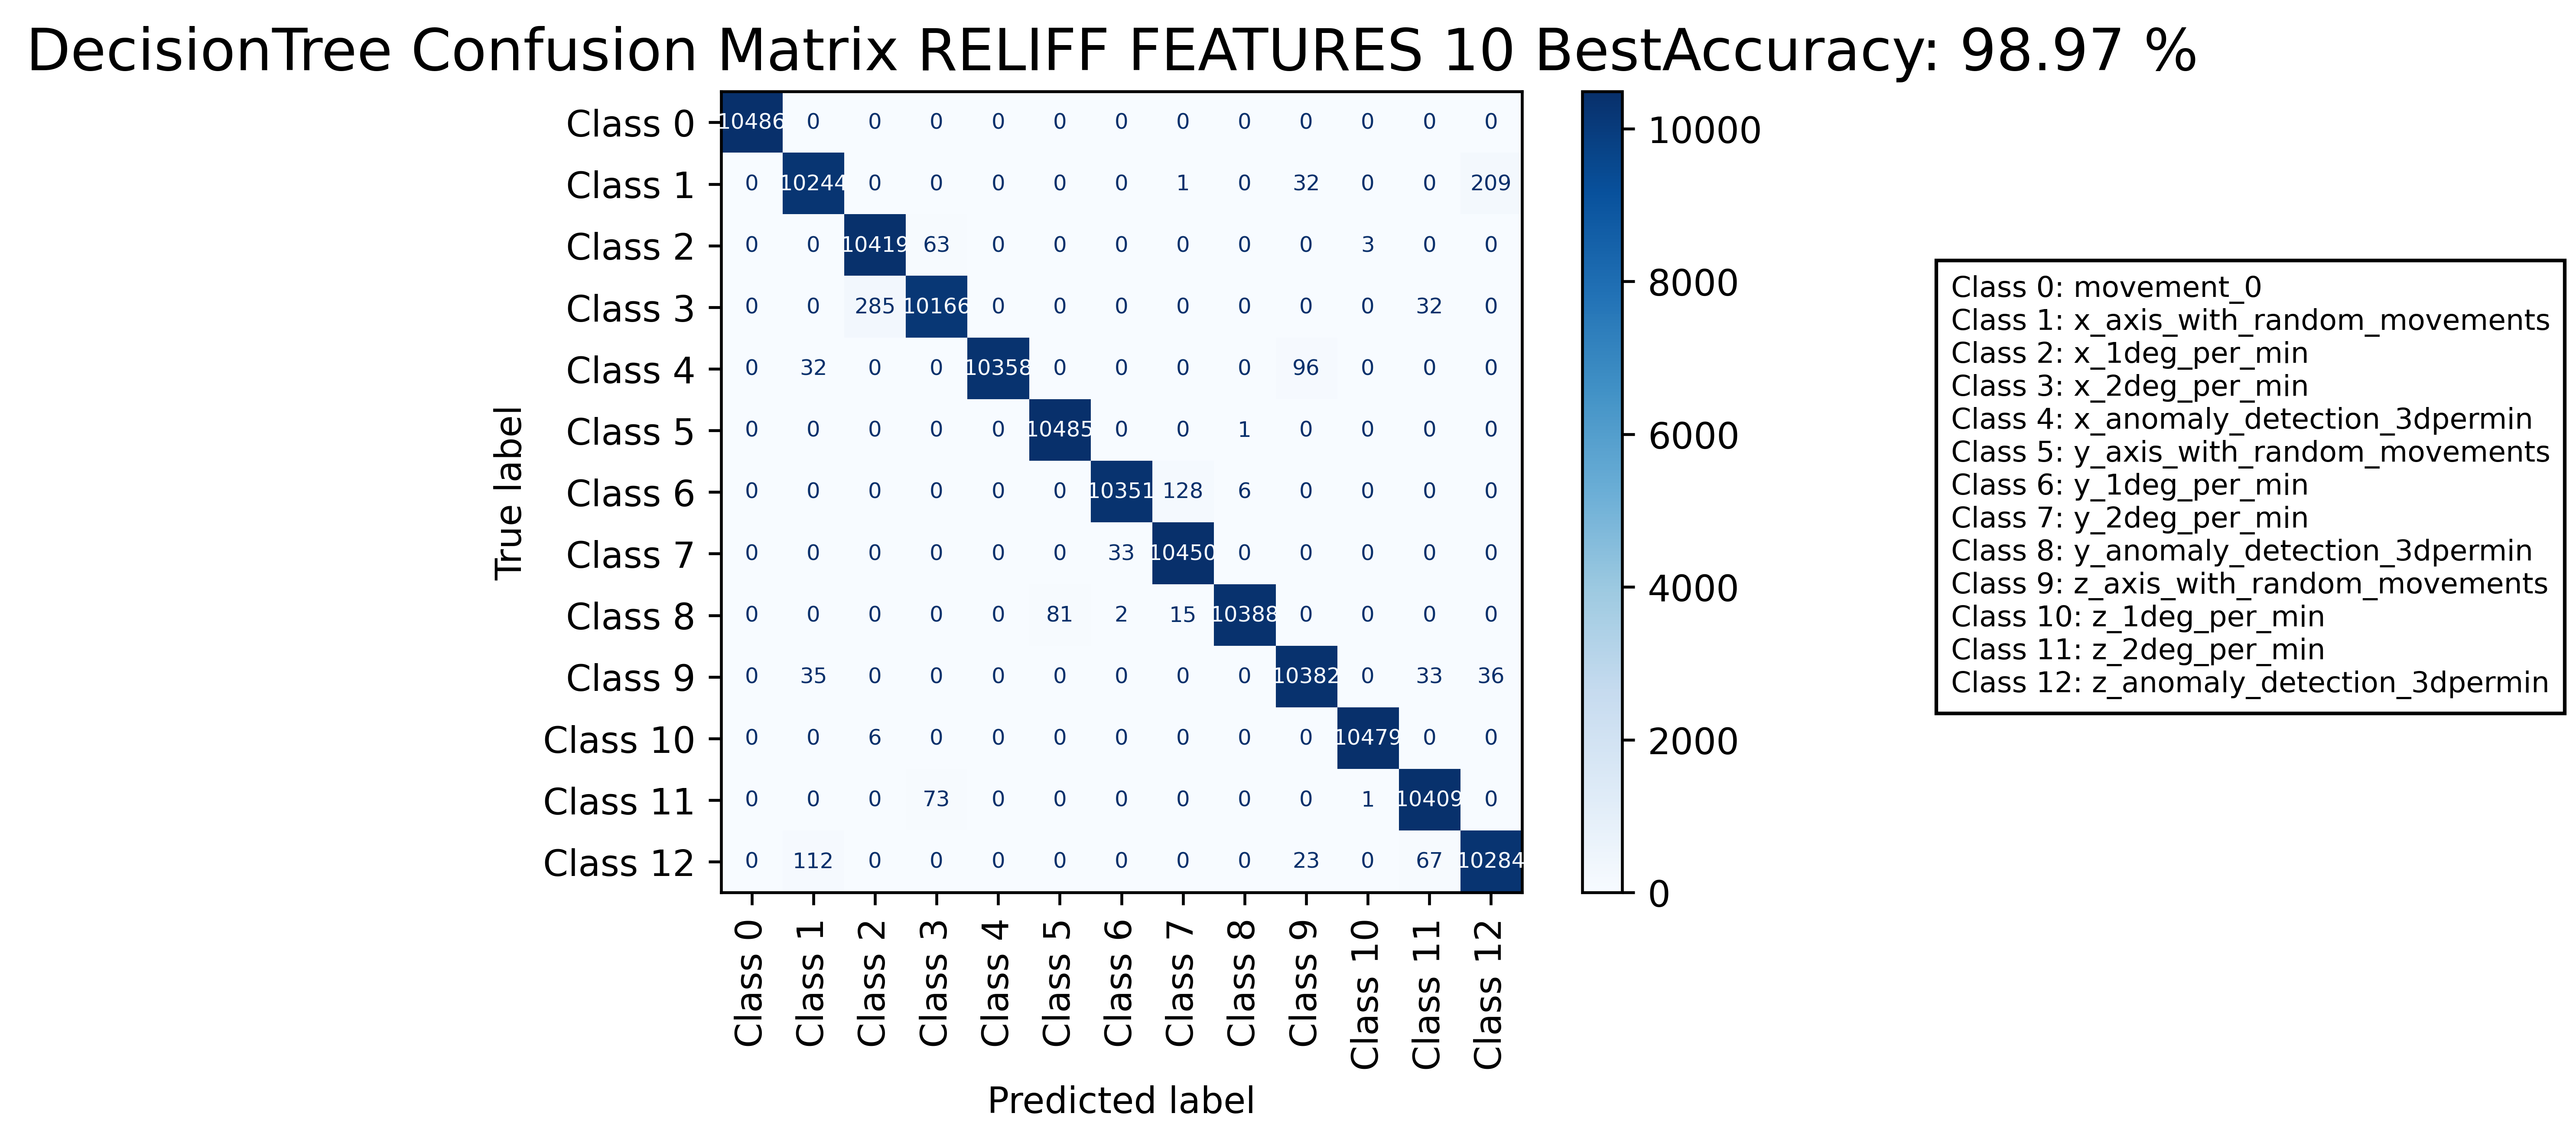 DecisionTree Confusion Matrix RELIFF FEATURES 10 BestAccuracy: 98.97 %
Class 0 10486 0 0 0 0 0 0 0 0 0 0 0 0
Class 1 0 10244 0 0 0 0 0 1 0 32 0 0 209
Class 2 0 0 10419 63 0 0 0 0 0 0 3 0 0
Class 3 0 0 285 10166 0 0 0 0 0 0 0 32 0
Class 4 0 32 0 0 10358 0 0 0 0 96 0 0 0
Class 5 0 0 0 0 0 10485 0 0 1 0 0 0 0
Class 6 0 0 0 0 0 0 10351 128 6 0 0 0 0
Class 7 0 0 0 0 0 0 33 10450 0 0 0 0 0
Class 8 0 0 0 0 0 81 2 15 10388 0 0 0 0
Class 9 0 35 0 0 0 0 0 0 0 10382 0 33 36
Class 10 0 0 6 0 0 0 0 0 0 0 10479 0 0
Class 11 0 0 0 73 0 0 0 0 0 0 1 10409 0
Class 12 0 112 0 0 0 0 0 0 0 23 0 67 10284
True label
Class 0 Class 1 Class 2 Class 3 Class 4 Class 5 Class 6 Class 7 Class 8 Class 9 Class 10 Class 11 Class 12
Predicted label
10000
8000
6000
4000
2000
0
Class 0: movement_0
Class 1: x_axis_with_random_movements
Class 2: x_1deg_per_min
Class 3: x_2deg_per_min
Class 4: x_anomaly_detection_3dpermin
Class 5: y_axis_with_random_movements
Class 6: y_1deg_per_min
Class 7: y_2deg_per_min
Class 8: y_anomaly_detection_3dpermin
Class 9: z_axis_with_random_movements
Class 10: z_1deg_per_min
Class 11: z_2deg_per_min
Class 12: z_anomaly_detection_3dpermin